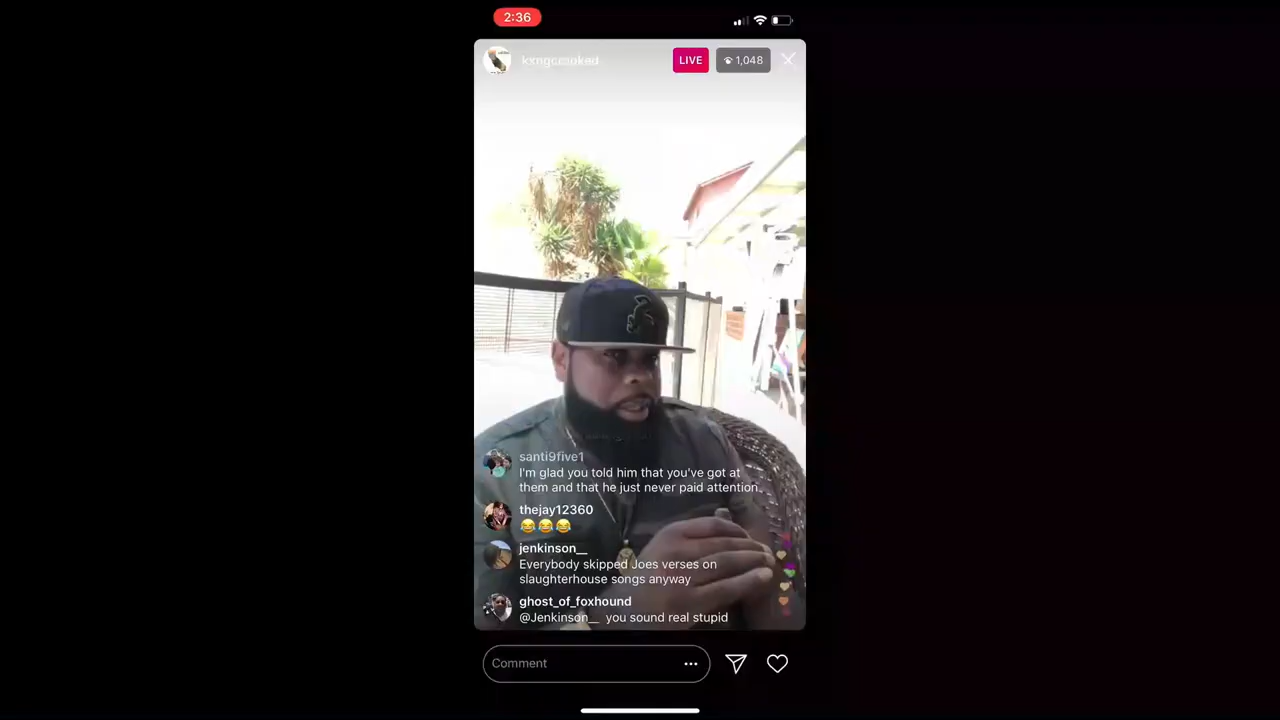 2:36
kxngcrooked
LIVE
1,048
santi9five1
I'm glad you told him that you've got at
them and that he just never paid attention.
thejay12360
😂😂😂
jenkinson__
Everybody skipped Joes verses on
slaughterhouse songs anyway
ghost_of_foxhound
@Jenkinson__ you sound real stupid
Comment